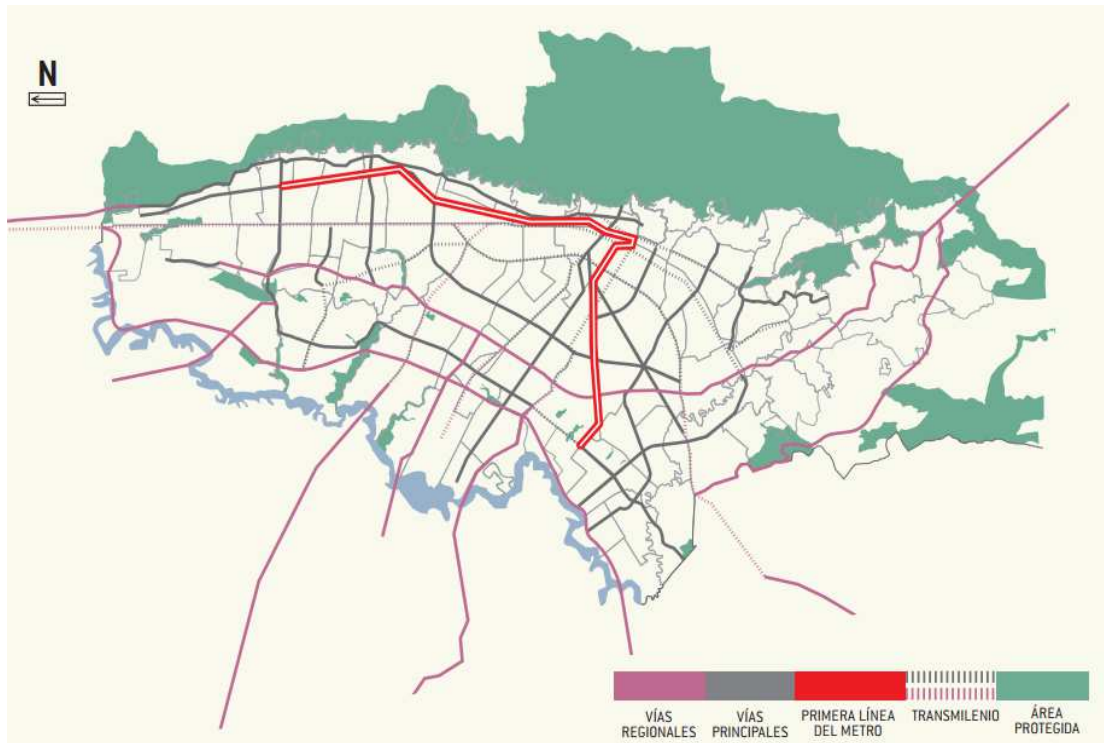 N
VÍAS
REGIONALES
VÍAS
PRINCIPALES
PRIMERA LÍNEA
DEL METRO
TRANSMILENIO
ÁREA
PROTEGIDA